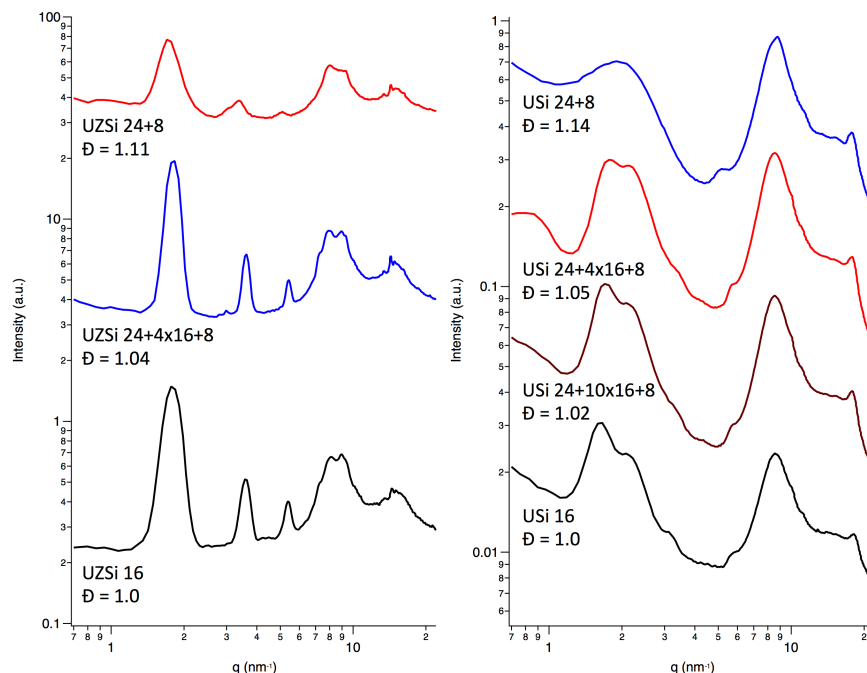 100
9
8
7
6
5
4
3
2
10
9
8
7
6
5
4
3
2
1
9
8
7
6
5
4
3
2
0.1
Intensity (a.u.)
UZSi 24+8
Đ = 1.11
UZSi 24+4x16+8
Đ = 1.04
UZSi 16
Đ = 1.0
7 8 9 1 2 3 4 5 6 7 8 9 10 2
q (nm⁻¹)
1
9
8
7
6
5
4
3
2
0.1
9
8
7
6
5
4
3
2
0.01
9
8
7
6
Intensity (a.u.)
USi 24+8
Đ = 1.14
USi 24+4x16+8
Đ = 1.05
USi 24+10x16+8
Đ = 1.02
USi 16
Đ = 1.0
7 8 9 1 2 3 4 5 6 7 8 9 10 2
q (nm⁻¹)